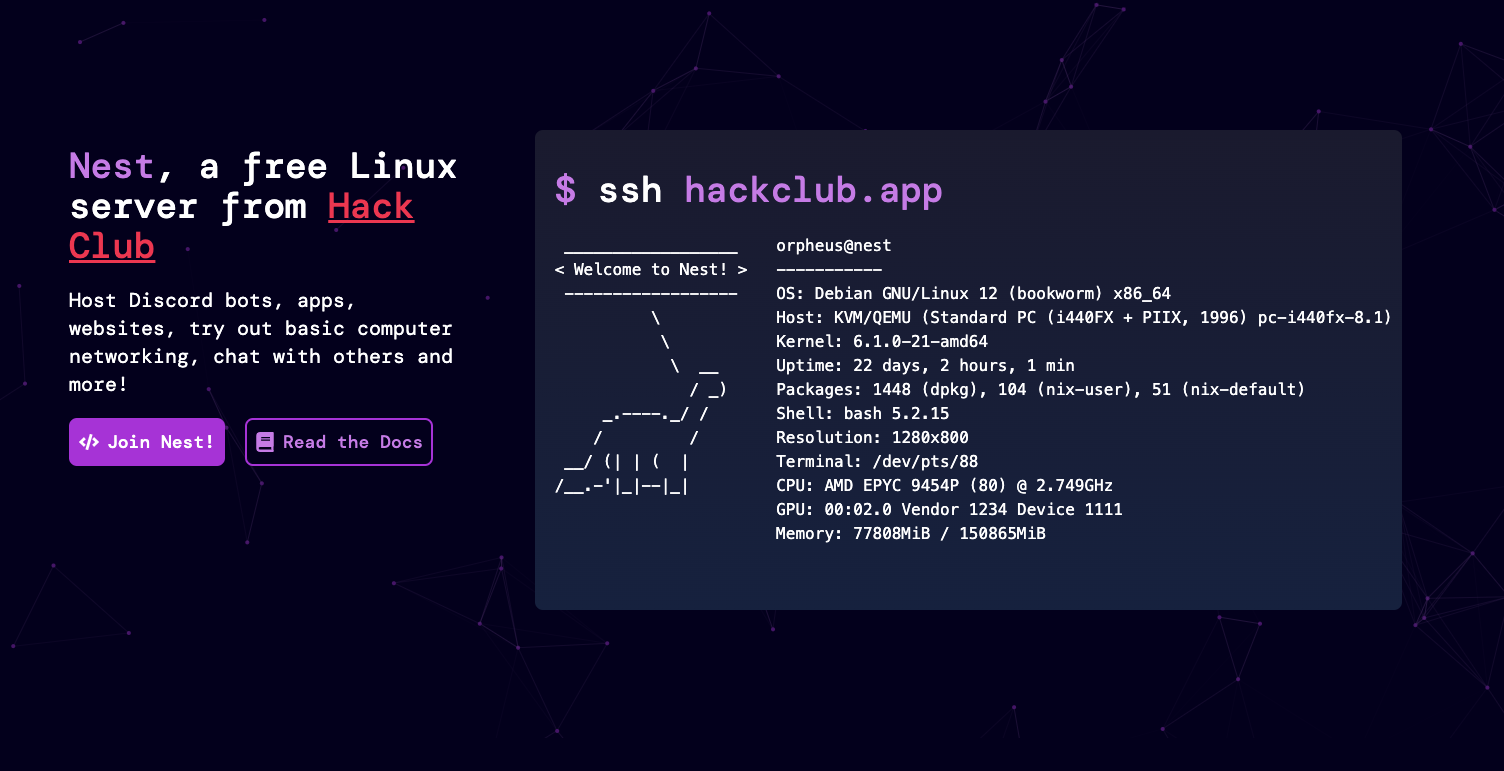 Nest, a free Linux
server from Hack
Club
Host Discord bots, apps,
websites, try out basic computer
networking, chat with others and
more!
</> Join Nest!
Read the Docs
$ ssh hackclub.app
 __________________
< Welcome to Nest! >
 ------------------
          \
           \
            \  __
              / _)
     _.----._/ /
    /         /
 __/ (| | (  |
/__.-'|_|--|_|
orpheus@nest
-----------
OS: Debian GNU/Linux 12 (bookworm) x86_64
Host: KVM/QEMU (Standard PC (i440FX + PIIX, 1996) pc-i440fx-8.1)
Kernel: 6.1.0-21-amd64
Uptime: 22 days, 2 hours, 1 min
Packages: 1448 (dpkg), 104 (nix-user), 51 (nix-default)
Shell: bash 5.2.15
Resolution: 1280x800
Terminal: /dev/pts/88
CPU: AMD EPYC 9454P (80) @ 2.749GHz
GPU: 00:02.0 Vendor 1234 Device 1111
Memory: 77808MiB / 150865MiB